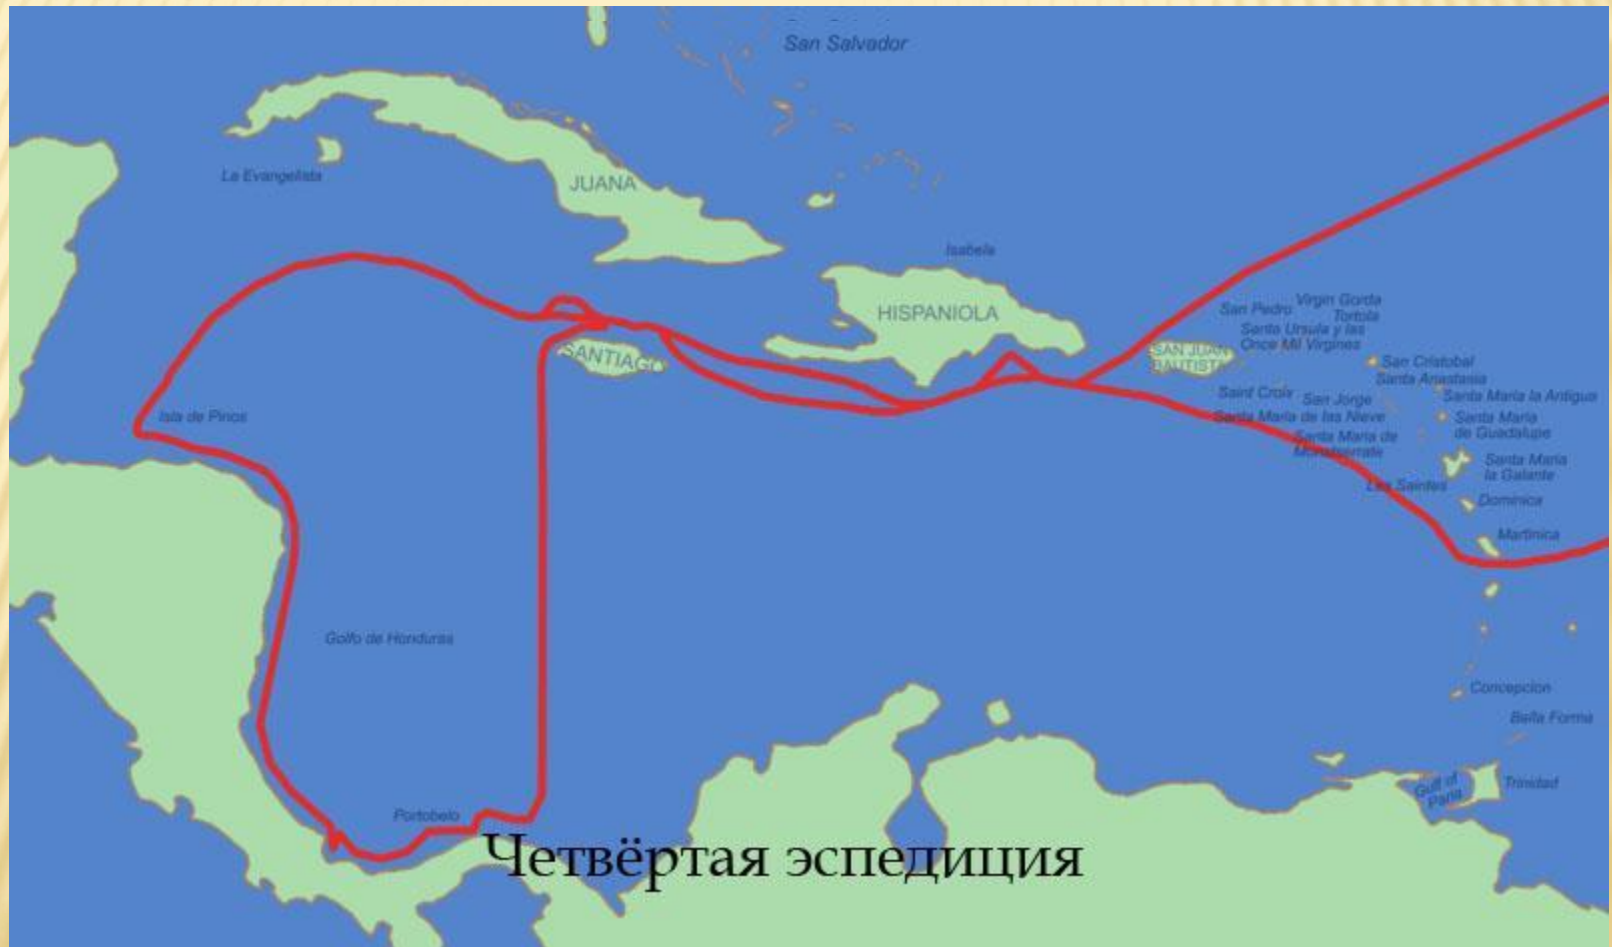 San Salvador
La Evangelista
JUANA
Isabela
HISPANIOLA
San Pedro
Virgin Gorda
Tortola
Santa Ursula y las
Once Mil Virgines
SAN JUAN
BAUTISTA
San Cristobal
Santa Anastasia
SANTIAGO
Saint Croix
San Jorge
Santa Maria la Antigua
Isla de Pinos
Santa Maria de las Nieve
Santa Maria
de Guadalupe
Santa Maria de
Montserrate
Santa Maria
la Galante
Les Saintes
Dominica
Martinica
Golfo de Honduras
Concepcion
Bella Forma
Gulf of
Paria
Trinidad
Portobelo
Четвёртая эспедиция